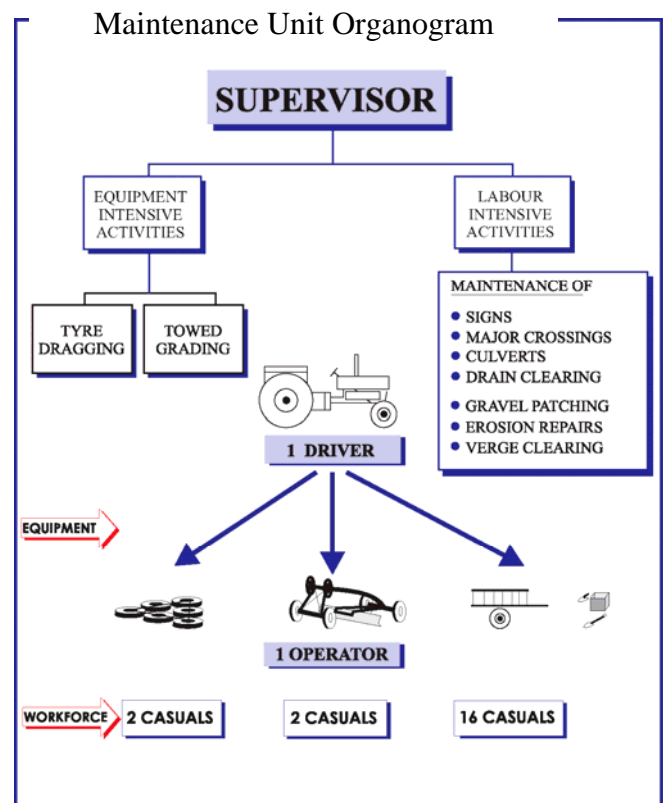 Maintenance Unit Organogram
SUPERVISOR
EQUIPMENT
INTENSIVE
ACTIVITIES
LABOUR
INTENSIVE
ACTIVITIES
TYRE
DRAGGING
TOWED
GRADING
MAINTENANCE OF
SIGNS
MAJOR CROSSINGS
CULVERTS
DRAIN CLEARING
GRAVEL PATCHING
EROSION REPAIRS
VERGE CLEARING
1 DRIVER
EQUIPMENT
1 OPERATOR
WORKFORCE
2 CASUALS
2 CASUALS
16 CASUALS